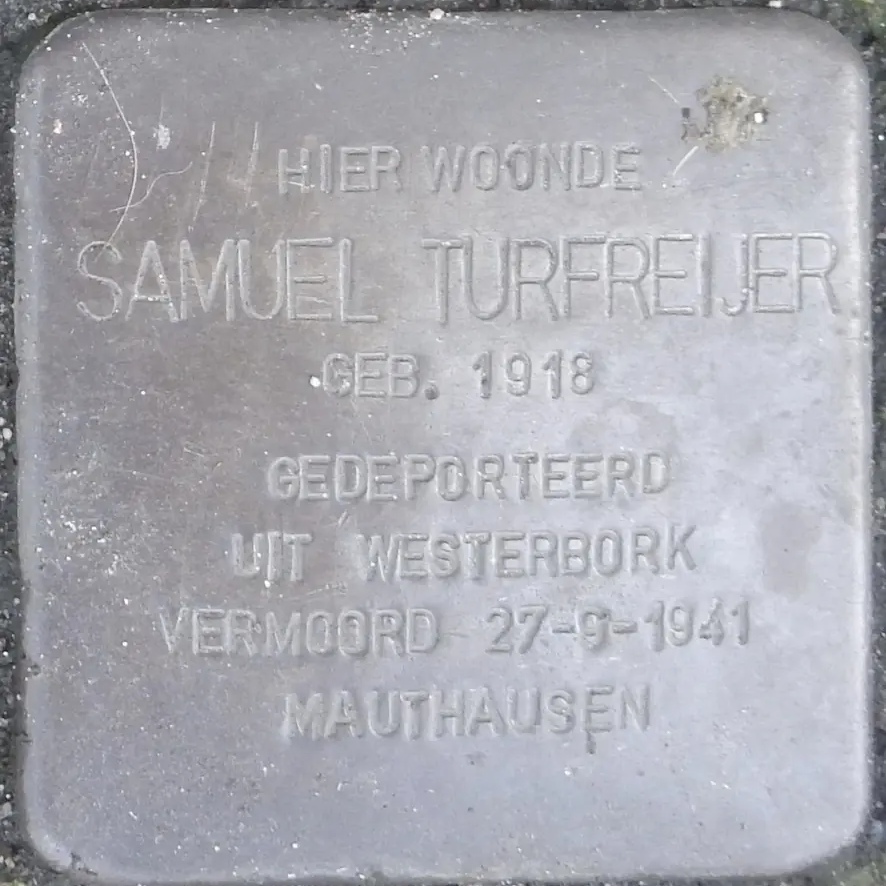 HIER WOONDE
SAMUEL TURFREIJER
GEB. 1918
GEDEPORTEERD
UIT WESTERBORK
VERMOORD 27-9-1941
MAUTHAUSEN